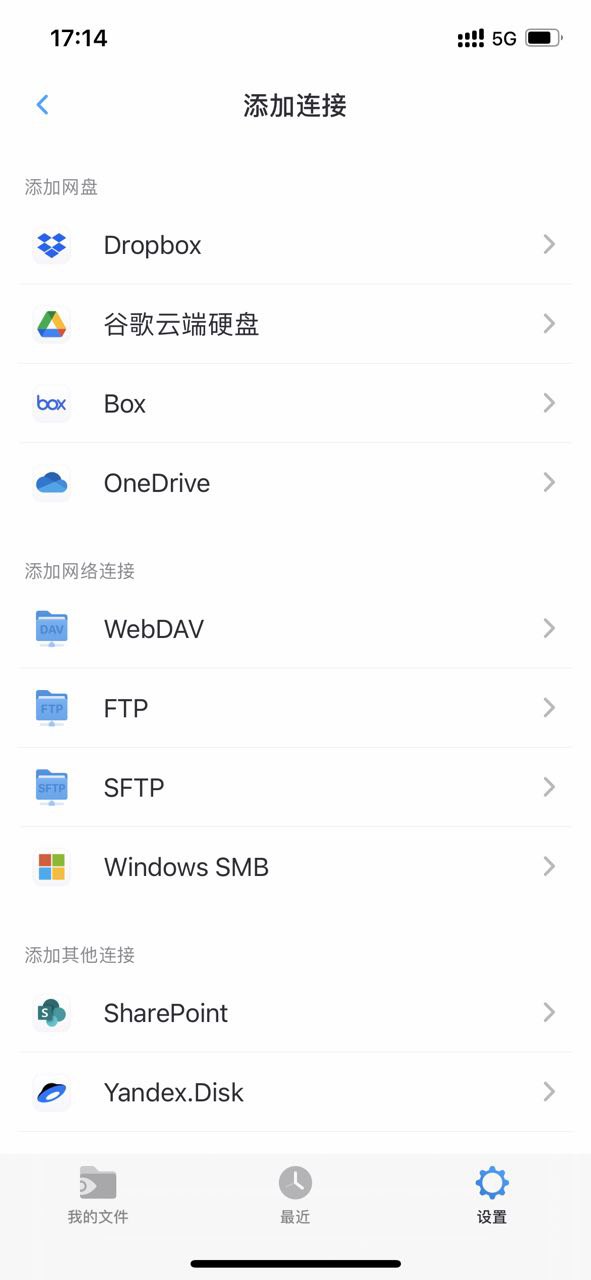 17:14
5G
添加连接
添加网盘
Dropbox
谷歌云端硬盘
box
Box
OneDrive
添加网络连接
DAV
WebDAV
FTP
FTP
SFTP
SFTP
Windows SMB
添加其他连接
S
SharePoint
Yandex.Disk
我的文件
最近
设置